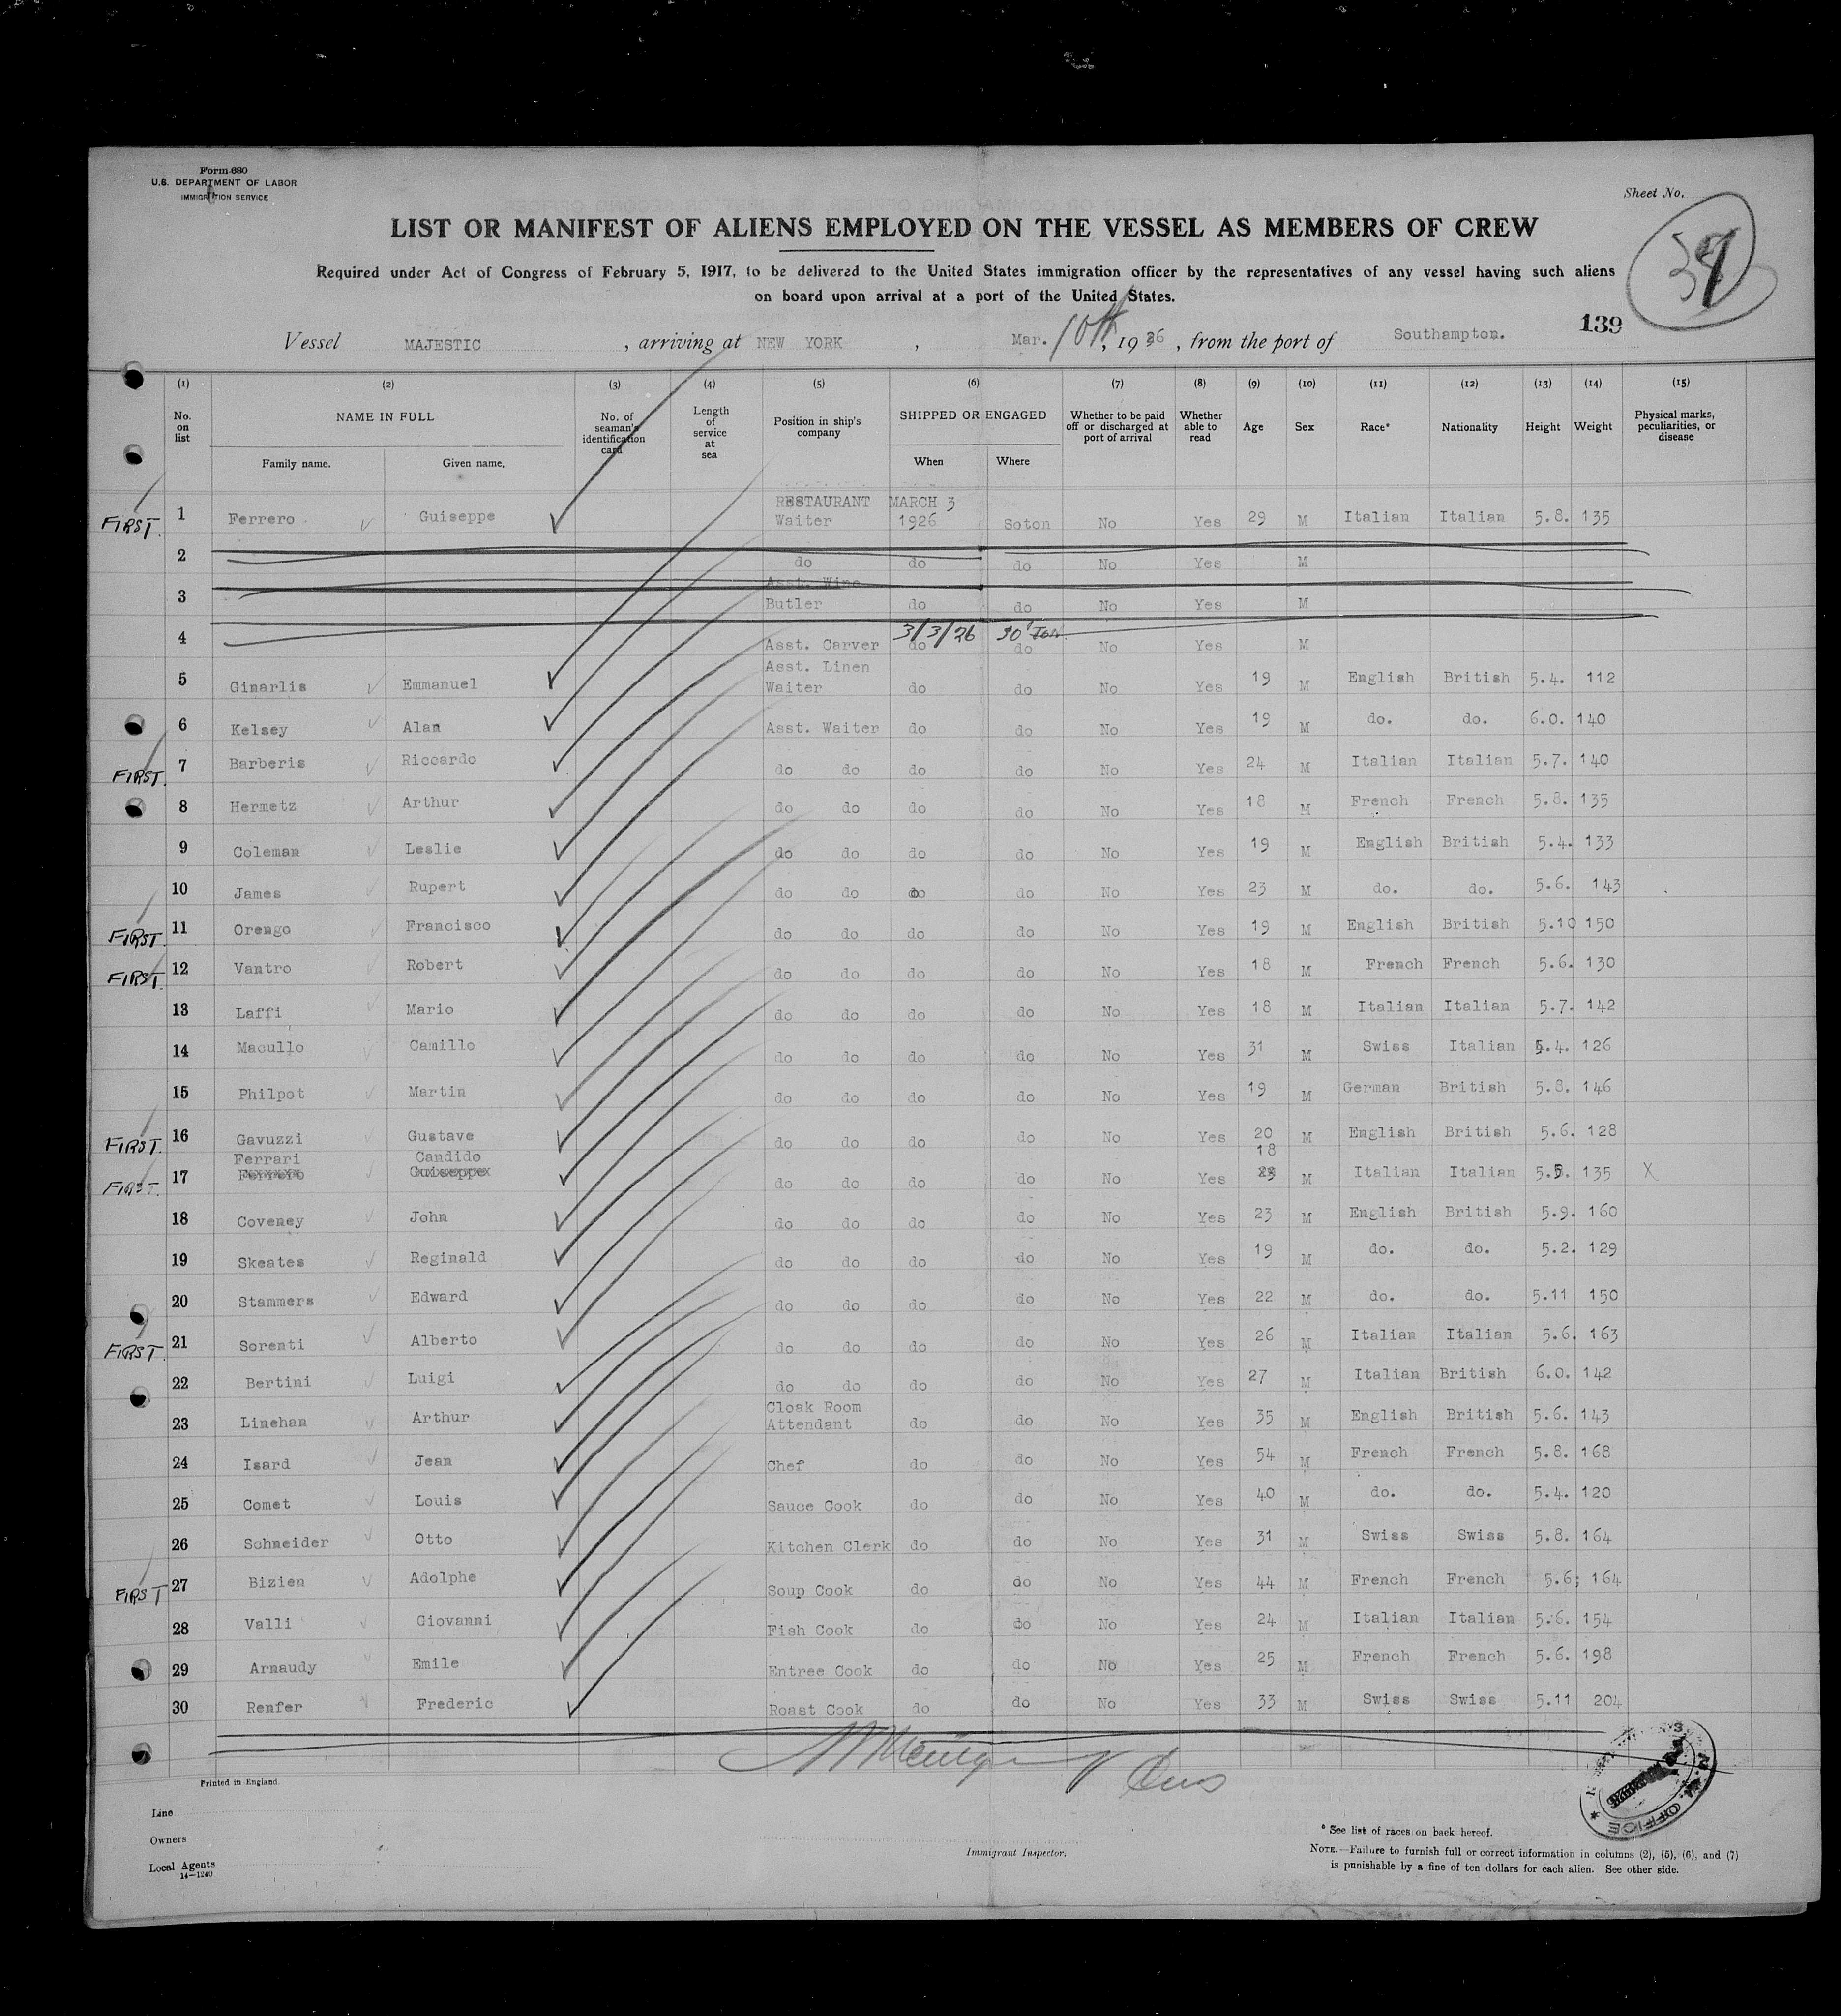 Form 680
U.S. DEPARTMENT OF LABOR
IMMIGRATION SERVICE
Sheet No.
LIST OR MANIFEST OF ALIENS EMPLOYED ON THE VESSEL AS MEMBERS OF CREW
Required under Act of Congress of February 5, 1917, to be delivered to the United States immigration officer by the representatives of any vessel having such aliens
on board upon arrival at a port of the United States.
139
Vessel MAJESTIC , arriving at NEW YORK , Mar. 10th, 1926 , from the port of Southampton.
(1) (2) (3) (4) (5) (6) (7) (8) (9) (10) (11) (12) (13) (14) (15)
No. on list NAME IN FULL Family name. Given name. No. of seaman's identification card Length of service at sea Position in ship's company SHIPPED OR ENGAGED When Where Whether to be paid off or discharged at port of arrival Whether able to read Age Sex Race* Nationality Height Weight Physical marks, peculiarities, or disease
RESTAURANT MARCH 3
FIRST. 1 Ferrero Guiseppe Waiter 1926 Soton No Yes 29 M Italian Italian 5.8. 135
2 do do do No Yes M
3 Asst. Wine Butler do do No Yes M
3/3/26 So'Ton
4 Asst. Carver do do No Yes M
5 Ginarlis Emmanuel Asst. Linen Waiter do do No Yes 19 M English British 5.4. 112
6 Kelsey Alan Asst. Waiter do do No Yes 19 M do. do. 6.0. 140
FIRST. 7 Barberis Riccardo do do do do No Yes 24 M Italian Italian 5.7. 140
8 Hermetz Arthur do do do do No Yes 18 M French French 5.8. 135
9 Coleman Leslie do do do do No Yes 19 M English British 5.4. 133
10 James Rupert do do do do No Yes 23 M do. do. 5.6. 143
FIRST. 11 Orengo Francisco do do do do No Yes 19 M English British 5.10 150
FIRST. 12 Vantro Robert do do do do No Yes 18 M French French 5.6. 130
13 Laffi Mario do do do do No Yes 18 M Italian Italian 5.7. 142
14 Macullo Camillo do do do do No Yes 31 M Swiss Italian 5.4. 126
15 Philpot Martin do do do do No Yes 19 M German British 5.8. 146
FIRST. 16 Gavuzzi Gustave do do do do No Yes 20 M English British 5.6. 128
Ferrari Candido 18
FIRST. 17 Ferrero Guiseppe do do do do No Yes M Italian Italian 5.5. 135 X
18 Coveney John do do do do No Yes 23 M English British 5.9. 160
19 Skeates Reginald do do do do No Yes 19 M do. do. 5.2. 129
20 Stammers Edward do do do do No Yes 22 M do. do. 5.11 150
FIRST. 21 Sorenti Alberto do do do do No Yes 26 M Italian Italian 5.6. 163
22 Bertini Luigi do do do do No Yes 27 M Italian British 6.0. 142
23 Linehan Arthur Cloak Room Attendant do do No Yes 35 M English British 5.6. 143
24 Isard Jean Chef do do No Yes 54 M French French 5.8. 168
25 Comet Louis Sauce Cook do do No Yes 40 M do. do. 5.4. 120
26 Schneider Otto Kitchen Clerk do do No Yes 31 M Swiss Swiss 5.8. 164
FIRST 27 Bizien Adolphe Soup Cook do do No Yes 44 M French French 5.6; 164
28 Valli Giovanni Fish Cook do do No Yes 24 M Italian Italian 5.6. 154
29 Arnaudy Emile Entree Cook do do No Yes 25 M French French 5.6. 198
30 Renfer Frederic Roast Cook do do No Yes 33 M Swiss Swiss 5.11 204
Printed in England.
Line
Owners
Local Agents
14—1240
Immigrant Inspector.
OFFICE
* See list of races on back hereof.
NOTE.—Failure to furnish full or correct information in columns (2), (5), (6), and (7)
is punishable by a fine of ten dollars for each alien. See other side.